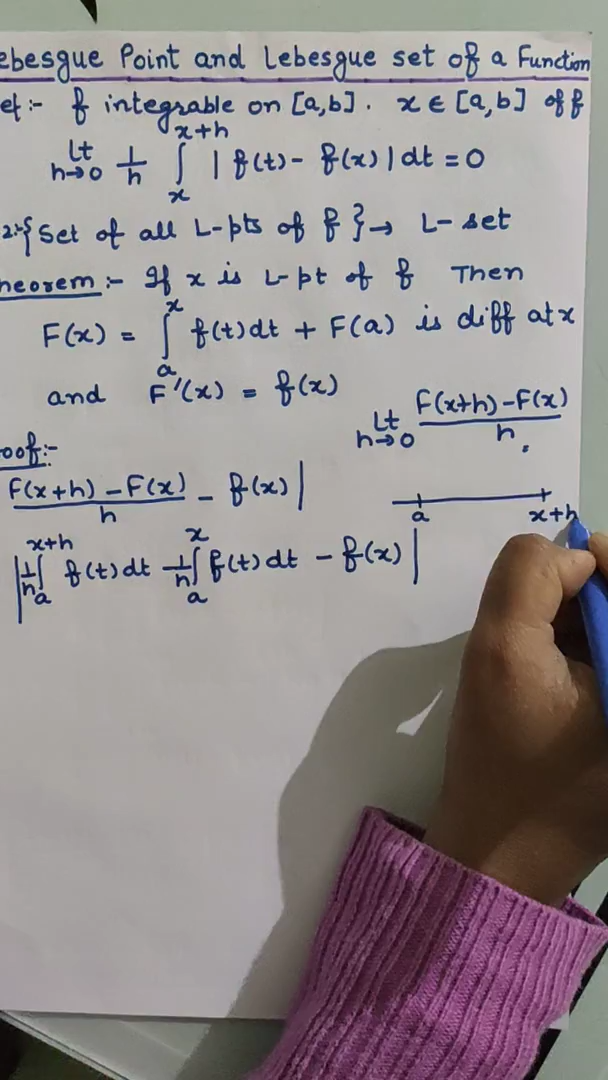 ebesgue Point and Lebesgue set of a Function
ef:- f integrable on [a,b]. x ∈ [a,b] of f
Lt h→0 1/h ∫_x^{x+h} | f(t) - f(x) | dt = 0
2:- { Set of all L-pts of f } → L-set
heorem:- If x is L-pt of f Then
F(x) = ∫_a^x f(t) dt + F(a) is diff at x
and F'(x) = f(x)
Lt h→0 (F(x+h) - F(x))/h
oof:-
(F(x+h) - F(x))/h - f(x) |
a x+h
| 1/h ∫_a^{x+h} f(t) dt - 1/h ∫_a^x f(t) dt - f(x) |